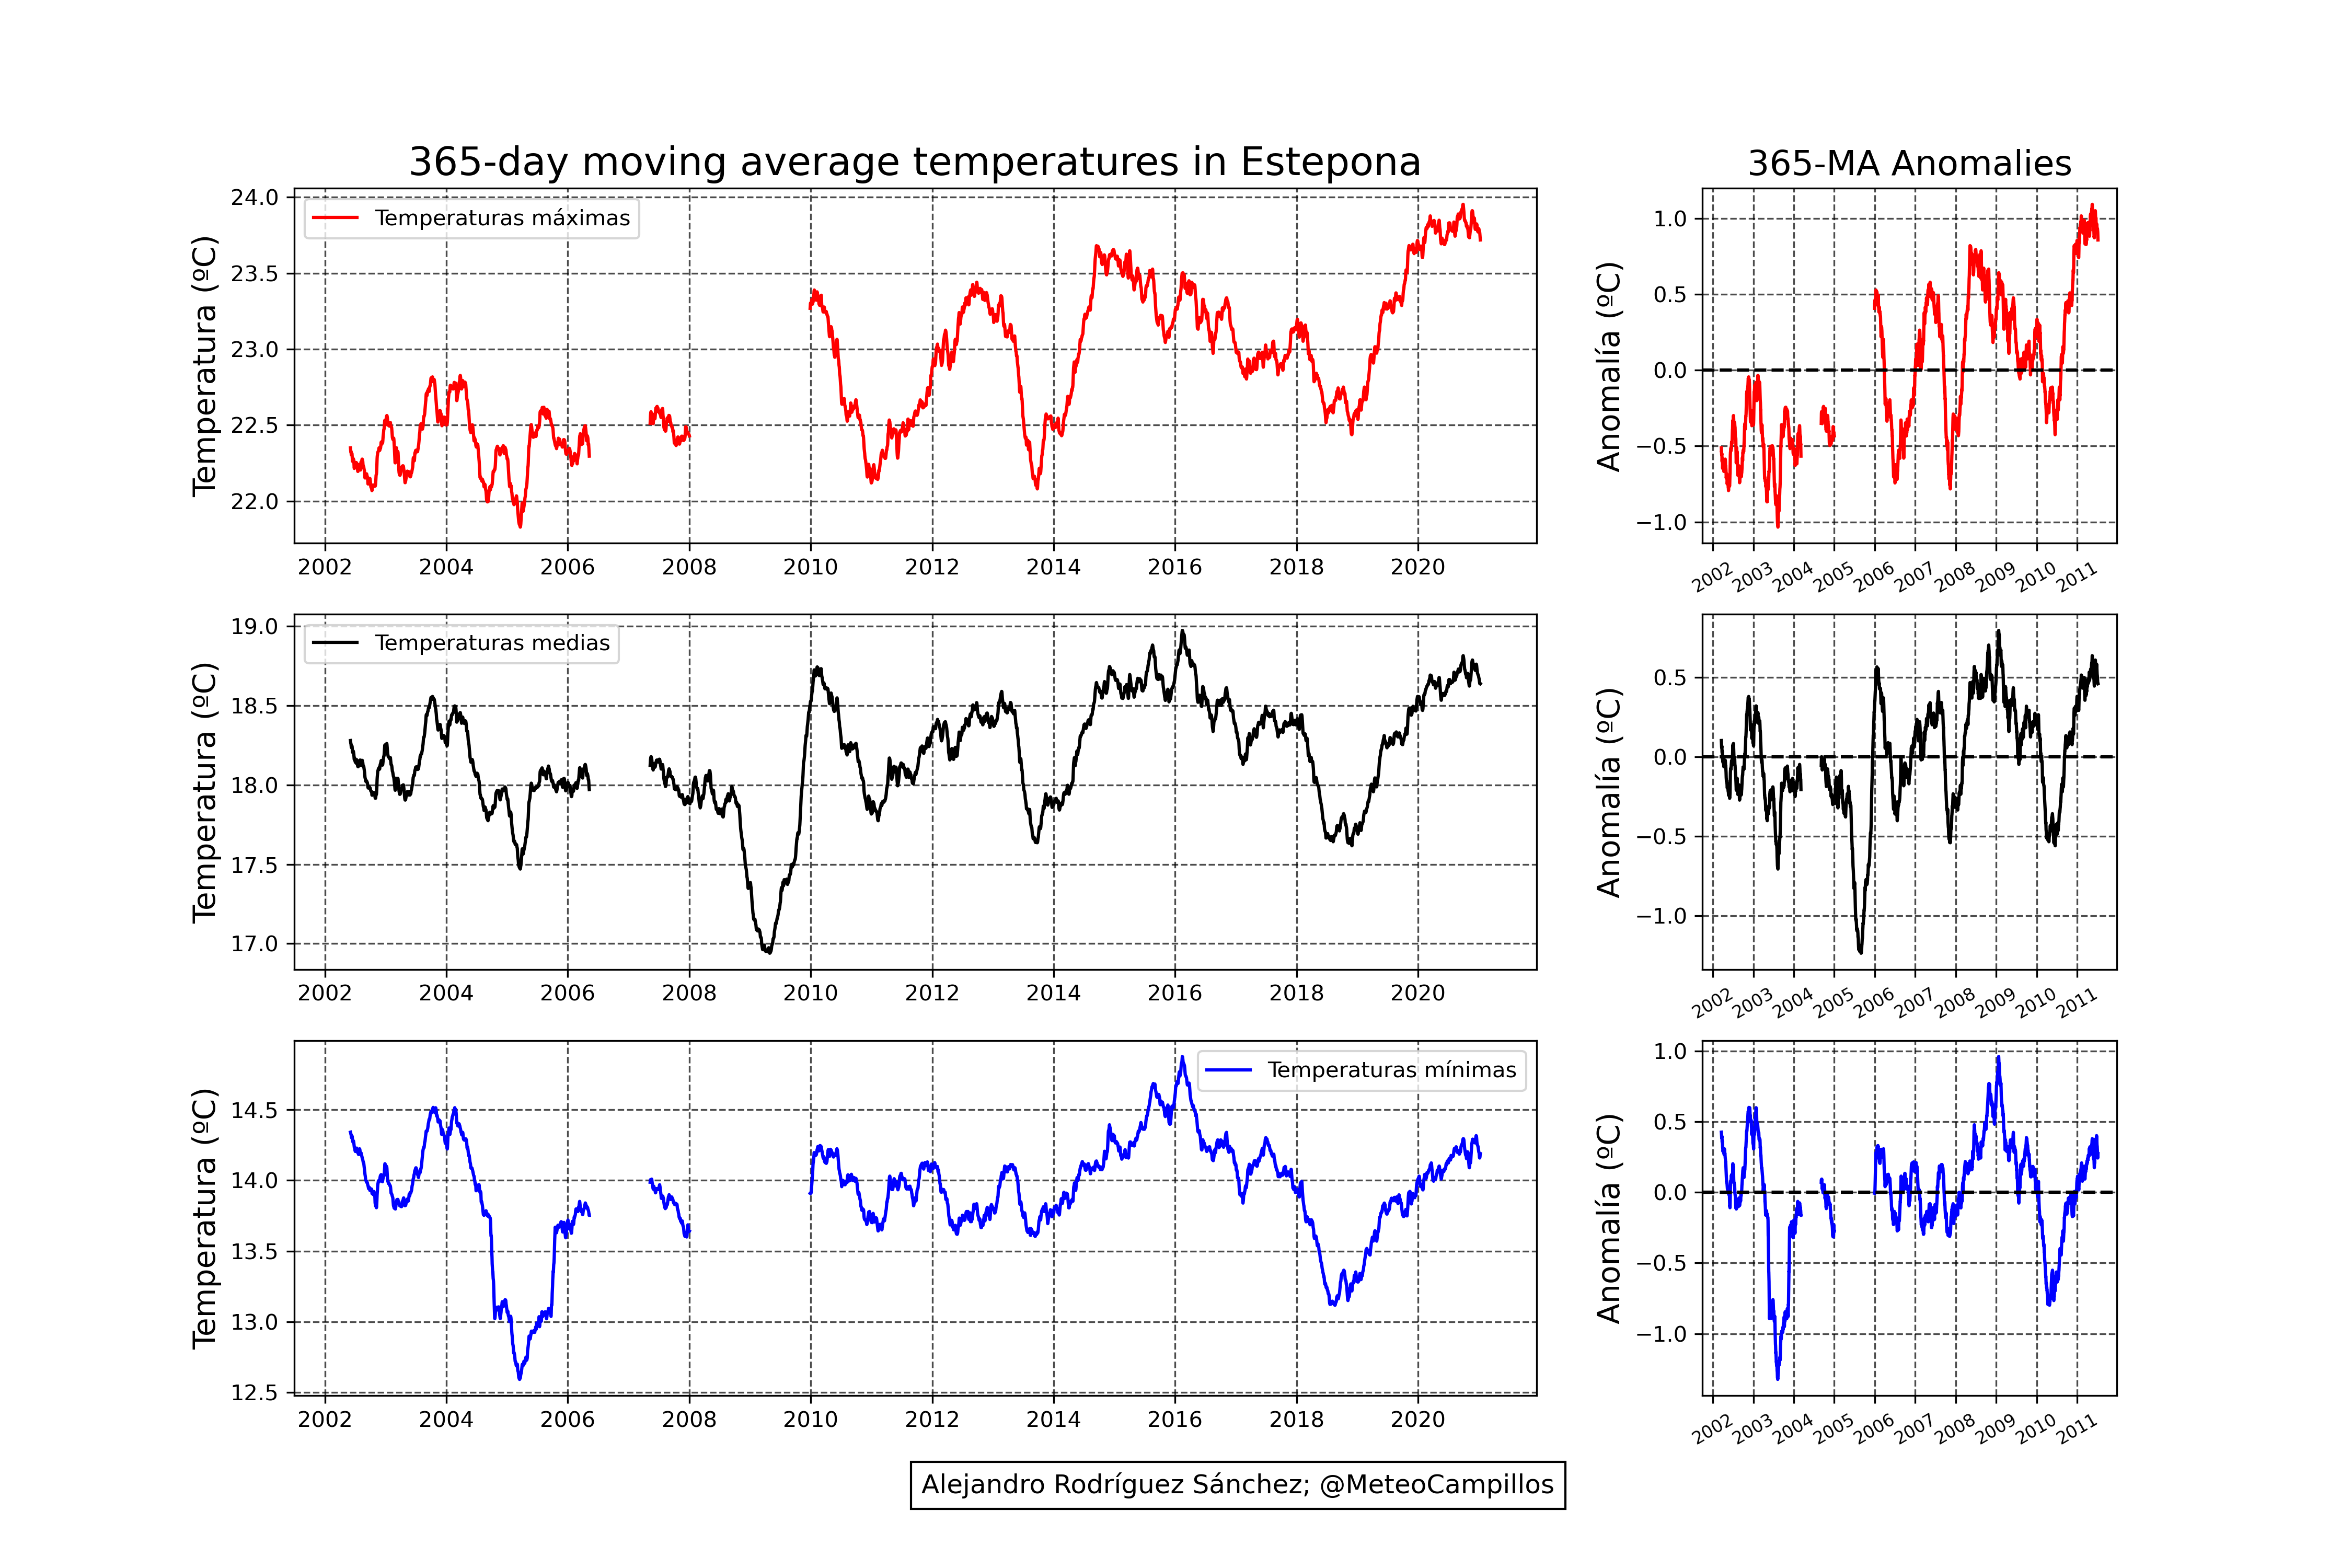 365-day moving average temperatures in Estepona
365-MA Anomalies
Temperatura (ºC)
24.0
23.5
23.0
22.5
22.0
Temperaturas máximas
2002 2004 2006 2008 2010 2012 2014 2016 2018 2020
Anomalía (ºC)
1.0
0.5
0.0
−0.5
−1.0
2002 2003 2004 2005 2006 2007 2008 2009 2010 2011
Temperatura (ºC)
19.0
18.5
18.0
17.5
17.0
Temperaturas medias
2002 2004 2006 2008 2010 2012 2014 2016 2018 2020
Anomalía (ºC)
0.5
0.0
−0.5
−1.0
2002 2003 2004 2005 2006 2007 2008 2009 2010 2011
Temperatura (ºC)
14.5
14.0
13.5
13.0
12.5
Temperaturas mínimas
2002 2004 2006 2008 2010 2012 2014 2016 2018 2020
Anomalía (ºC)
1.0
0.5
0.0
−0.5
−1.0
2002 2003 2004 2005 2006 2007 2008 2009 2010 2011
Alejandro Rodríguez Sánchez; @MeteoCampillos